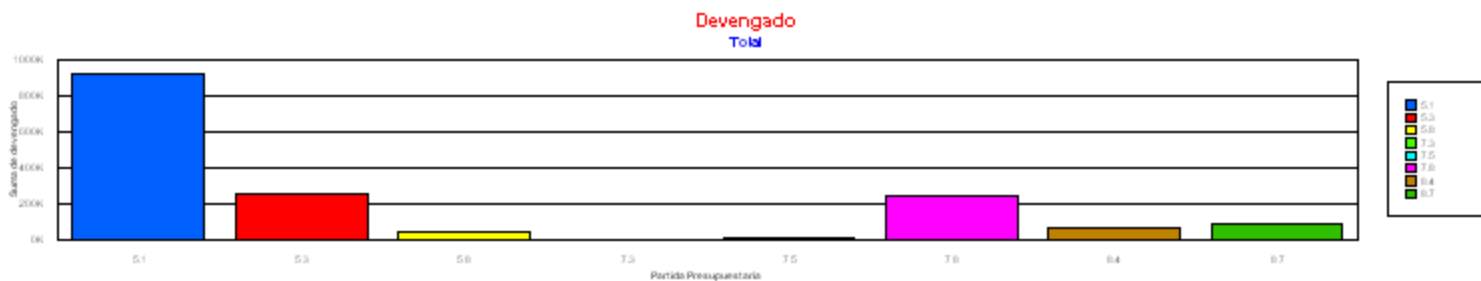 Devengado
Total
1000K
800K
600K
400K
200K
0K
Suma de devengado
5.1 5.3 5.8 7.3 7.5 7.8 8.4 8.7
Partida Presupuestaria
5.1
5.3
5.8
7.3
7.5
7.8
8.4
8.7